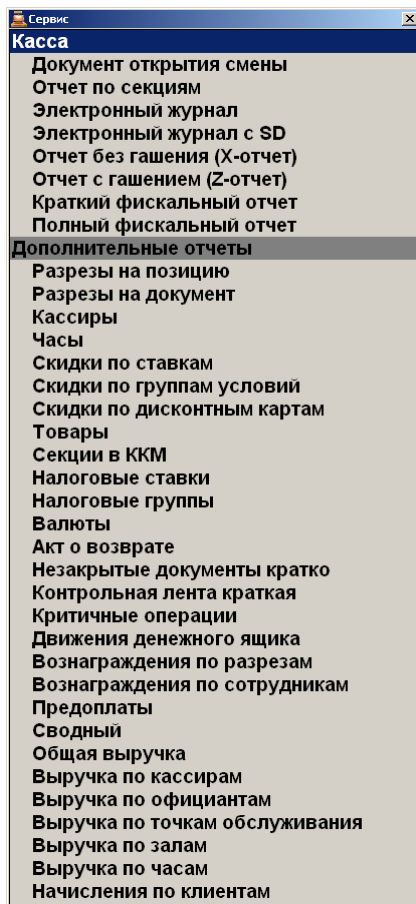 Сервис
Касса
Документ открытия смены
Отчет по секциям
Электронный журнал
Электронный журнал с SD
Отчет без гашения (X-отчет)
Отчет с гашением (Z-отчет)
Краткий фискальный отчет
Полный фискальный отчет
Дополнительные отчеты
Разрезы на позицию
Разрезы на документ
Кассиры
Часы
Скидки по ставкам
Скидки по группам условий
Скидки по дисконтным картам
Товары
Секции в ККМ
Налоговые ставки
Налоговые группы
Валюты
Акт о возврате
Незакрытые документы кратко
Контрольная лента краткая
Критичные операции
Движения денежного ящика
Вознаграждения по разрезам
Вознаграждения по сотрудникам
Предоплаты
Сводный
Общая выручка
Выручка по кассирам
Выручка по официантам
Выручка по точкам обслуживания
Выручка по залам
Выручка по часам
Начисления по клиентам